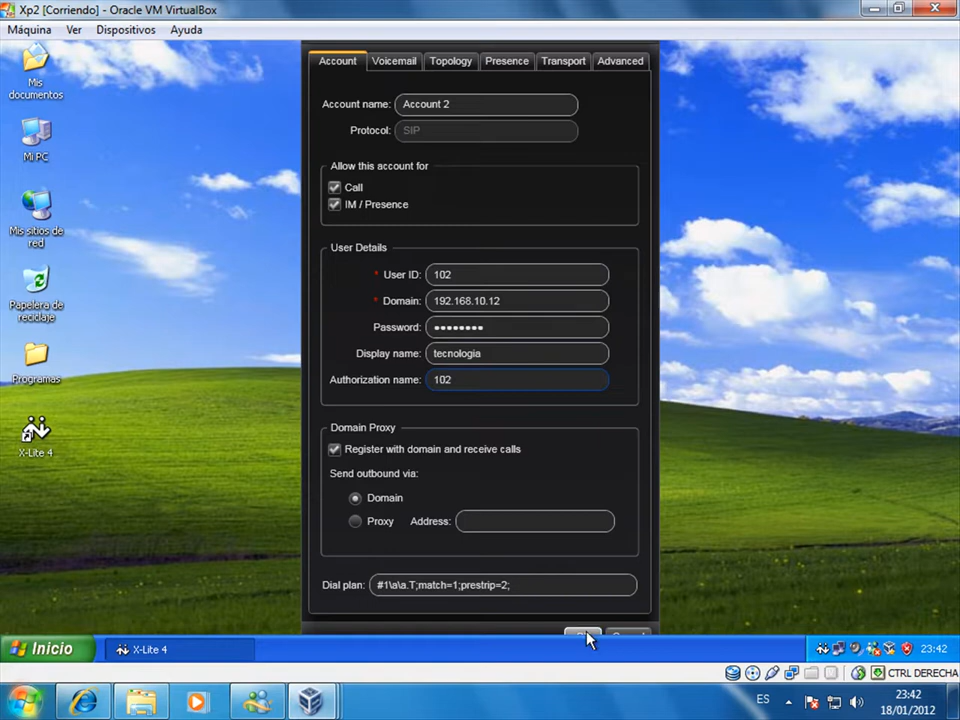 Xp2 [Corriendo] - Oracle VM VirtualBox
Máquina Ver Dispositivos Ayuda
Mis documentos
Mi PC
Mis sitios de red
Papelera de reciclaje
Programas
X-Lite 4
Account Voicemail Topology Presence Transport Advanced
Account name: Account 2
Protocol: SIP
Allow this account for
Call
IM / Presence
User Details
* User ID: 102
* Domain: 192.168.10.12
Password: ••••••••
Display name: tecnologia
Authorization name: 102
Domain Proxy
Register with domain and receive calls
Send outbound via:
Domain
Proxy Address:
Dial plan: #1\a\a.T;match=1;prestrip=2;
Inicio X-Lite 4 23:42
CTRL DERECHA
ES 23:42
18/01/2012